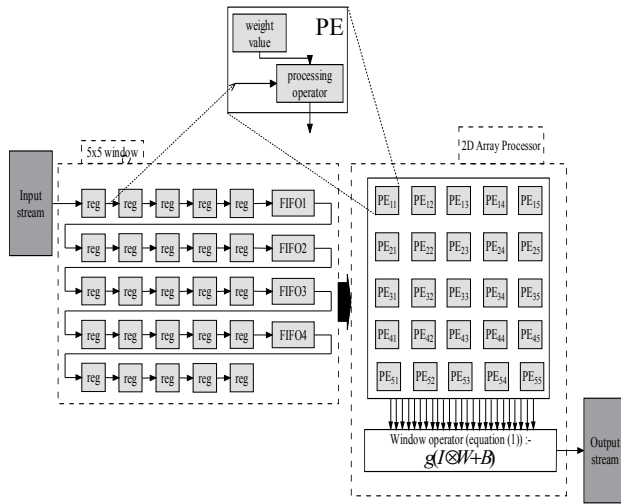 PE
weight
value
processing
operator
5x5 window
2D Array Processor
Input
stream
reg reg reg reg reg FIFO1
reg reg reg reg reg FIFO2
reg reg reg reg reg FIFO3
reg reg reg reg reg FIFO4
reg reg reg reg reg
PE11 PE12 PE13 PE14 PE15
PE21 PE22 PE23 PE24 PE25
PE31 PE32 PE33 PE34 PE35
PE41 PE42 PE43 PE44 PE45
PE51 PE52 PE53 PE54 PE55
Window operator (equation (1)) :-
g(I⊗W+B)
Output
stream